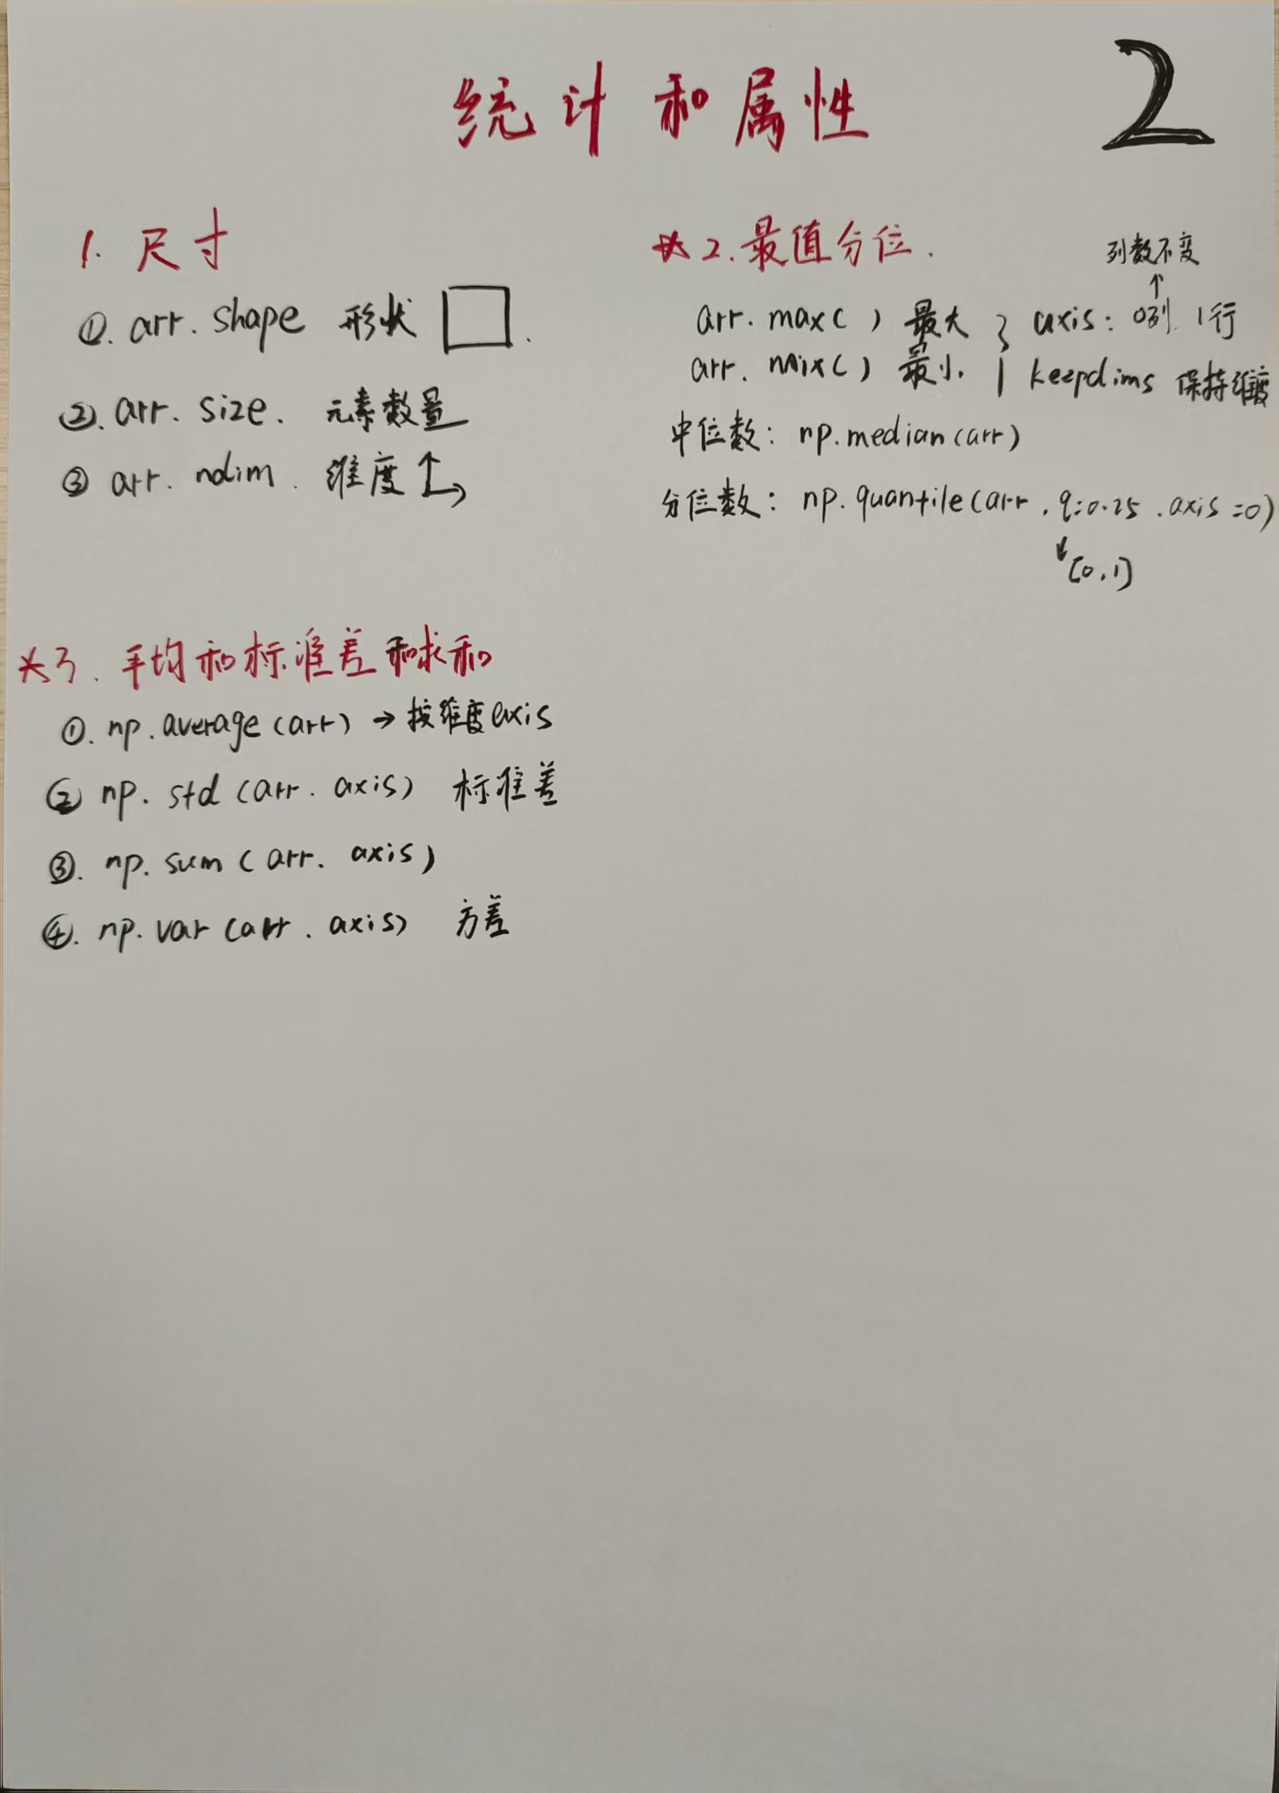 统计和属性
2
1. 尺寸
①. arr. shape 形状
②. arr. size. 元素数量
③ arr. ndim. 维度
*2. 最值分位.
列数不变
↑
arr. max( ) 最大 } axis: 0列. 1行
arr. mix( ) 最小. keepdims 保持维度
中位数: np.median(arr)
分位数: np.quantile(arr, q=0.25, axis=0)
↓
[0,1]
*3. 平均和标准差和求和
①. np.average(arr) → 按维度axis
② np. std (arr. axis) 标准差
③. np. sum ( arr. axis)
④. np. var (arr. axis) 方差